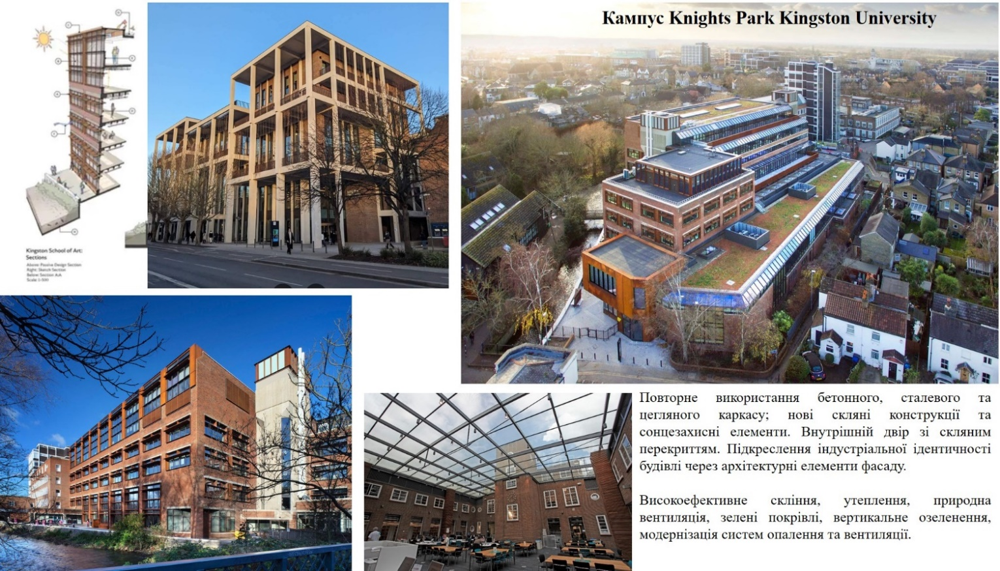 Кампус Knights Park Kingston University
Kingston School of Art:
Sections
Above: Passive Design Section
Right: Sketch Section
Below: Section A:A
Scale: 1:500
Повторне використання бетонного, сталевого та
цегляного каркасу; нові скляні конструкції та
сонцезахисні елементи. Внутрішній двір зі скляним
перекриттям. Підкреслення індустріальної ідентичності
будівлі через архітектурні елементи фасаду.
Високоефективне скління, утеплення, природна
вентиляція, зелені покрівлі, вертикальне озеленення,
модернізація систем опалення та вентиляції.